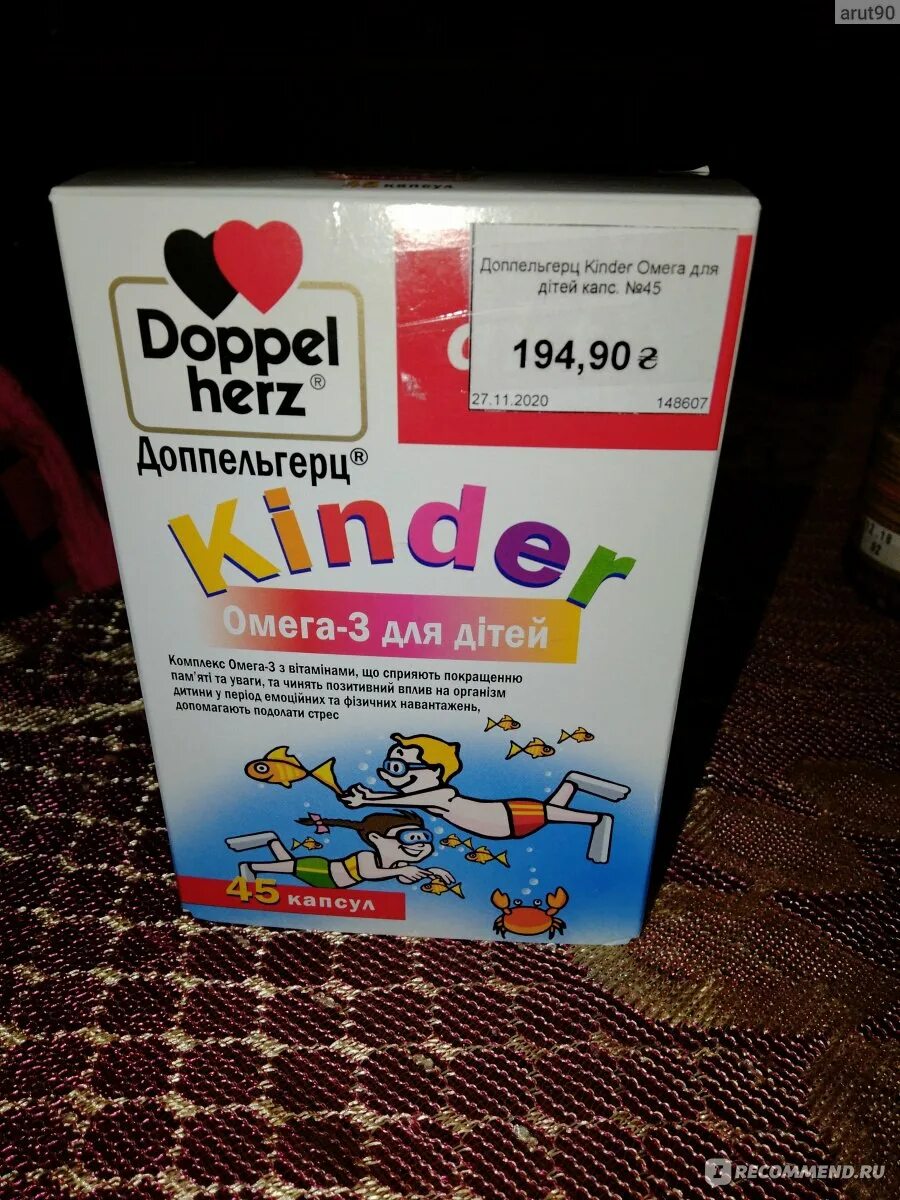 arut90
45 капсул
Doppel
herz®
Доппельгерц®
Доппельгерц Kinder Омега для
дітей капс. №45
194,90 ₴
27.11.2020 148607
Kinder
Омега-3 для дітей
Комплекс Омега-3 з вітамінами, що сприяють покращенню
пам'яті та уваги, та чинять позитивний вплив на організм
дитини у період емоційних та фізичних навантажень,
допомагають подолати стрес
45 капсул
RECOMMEND.RU